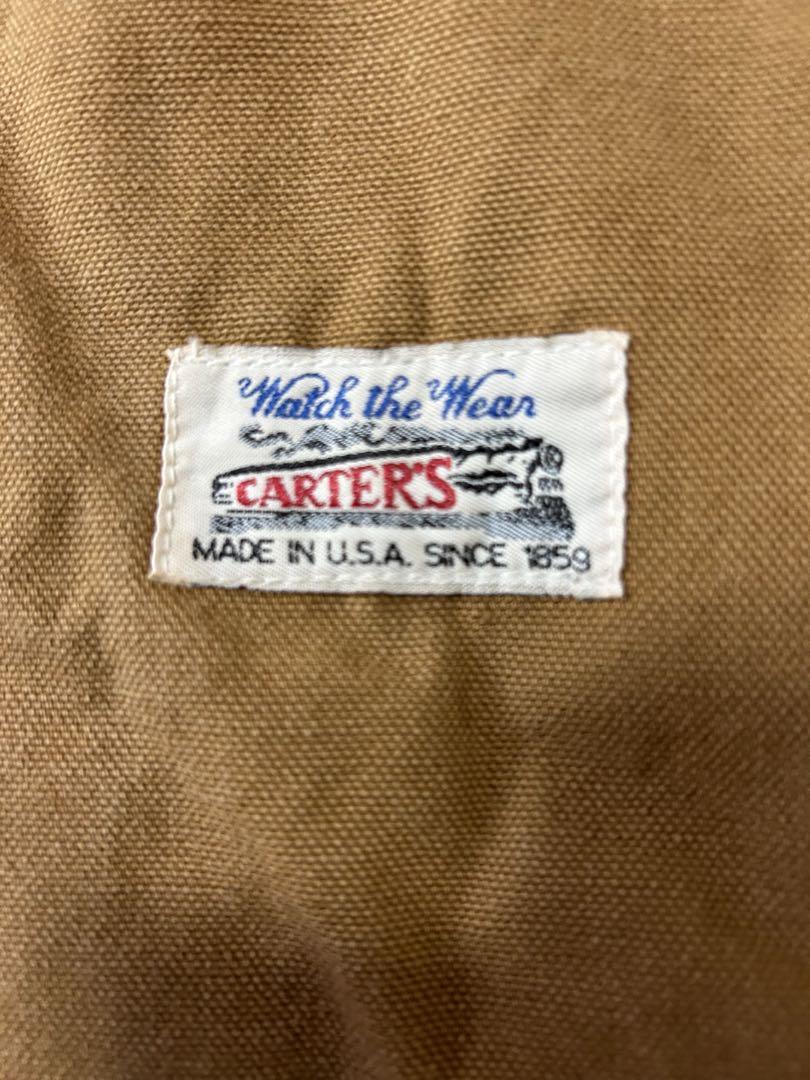 Watch the Wear
CARTER'S
MADE IN U.S.A. SINCE 1859